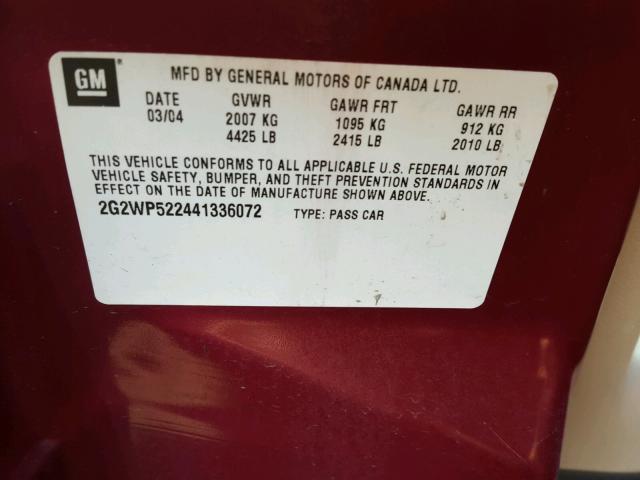 GM
MFD BY GENERAL MOTORS OF CANADA LTD.
DATE GVWR GAWR FRT GAWR RR
03/04 2007 KG 1095 KG 912 KG
4425 LB 2415 LB 2010 LB
THIS VEHICLE CONFORMS TO ALL APPLICABLE U.S. FEDERAL MOTOR
VEHICLE SAFETY, BUMPER, AND THEFT PREVENTION STANDARDS IN
EFFECT ON THE DATE OF MANUFACTURE SHOWN ABOVE.
2G2WP522441336072 TYPE: PASS CAR